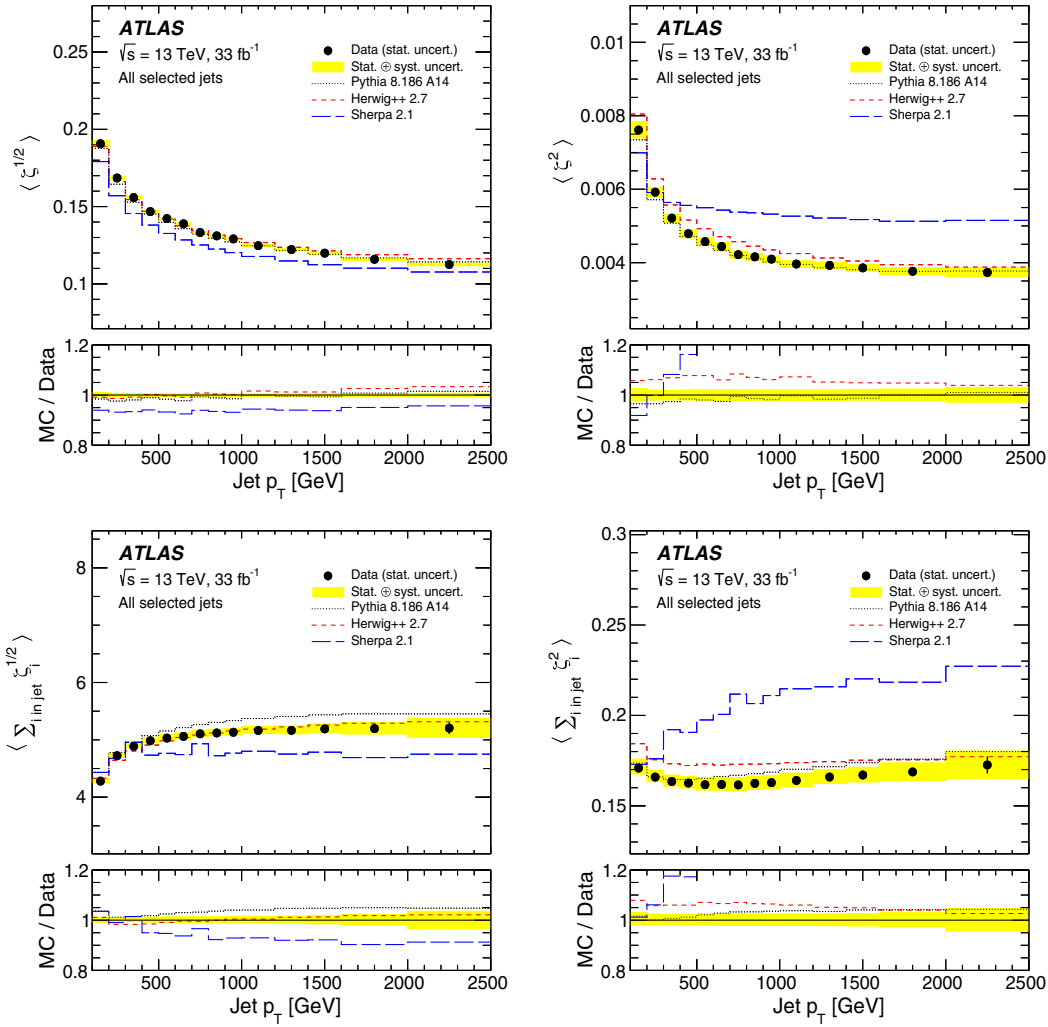 ATLAS
√s = 13 TeV, 33 fb⁻¹
All selected jets
Data (stat. uncert.)
Stat. ⊕ syst. uncert.
Pythia 8.186 A14
Herwig++ 2.7
Sherpa 2.1
⟨ ζ^{1/2} ⟩
0.25
0.2
0.15
0.1
MC / Data
1.2
1
0.8
500 1000 1500 2000 2500
Jet p_T [GeV]
ATLAS
√s = 13 TeV, 33 fb⁻¹
All selected jets
Data (stat. uncert.)
Stat. ⊕ syst. uncert.
Pythia 8.186 A14
Herwig++ 2.7
Sherpa 2.1
⟨ ζ² ⟩
0.01
0.008
0.006
0.004
MC / Data
1.2
1
0.8
500 1000 1500 2000 2500
Jet p_T [GeV]
ATLAS
√s = 13 TeV, 33 fb⁻¹
All selected jets
Data (stat. uncert.)
Stat. ⊕ syst. uncert.
Pythia 8.186 A14
Herwig++ 2.7
Sherpa 2.1
⟨ Σ_{i in jet} ζ_i^{1/2} ⟩
8
6
4
MC / Data
1.2
1
0.8
500 1000 1500 2000 2500
Jet p_T [GeV]
ATLAS
√s = 13 TeV, 33 fb⁻¹
All selected jets
Data (stat. uncert.)
Stat. ⊕ syst. uncert.
Pythia 8.186 A14
Herwig++ 2.7
Sherpa 2.1
⟨ Σ_{i in jet} ζ_i^2 ⟩
0.3
0.25
0.2
0.15
MC / Data
1.2
1
0.8
500 1000 1500 2000 2500
Jet p_T [GeV]